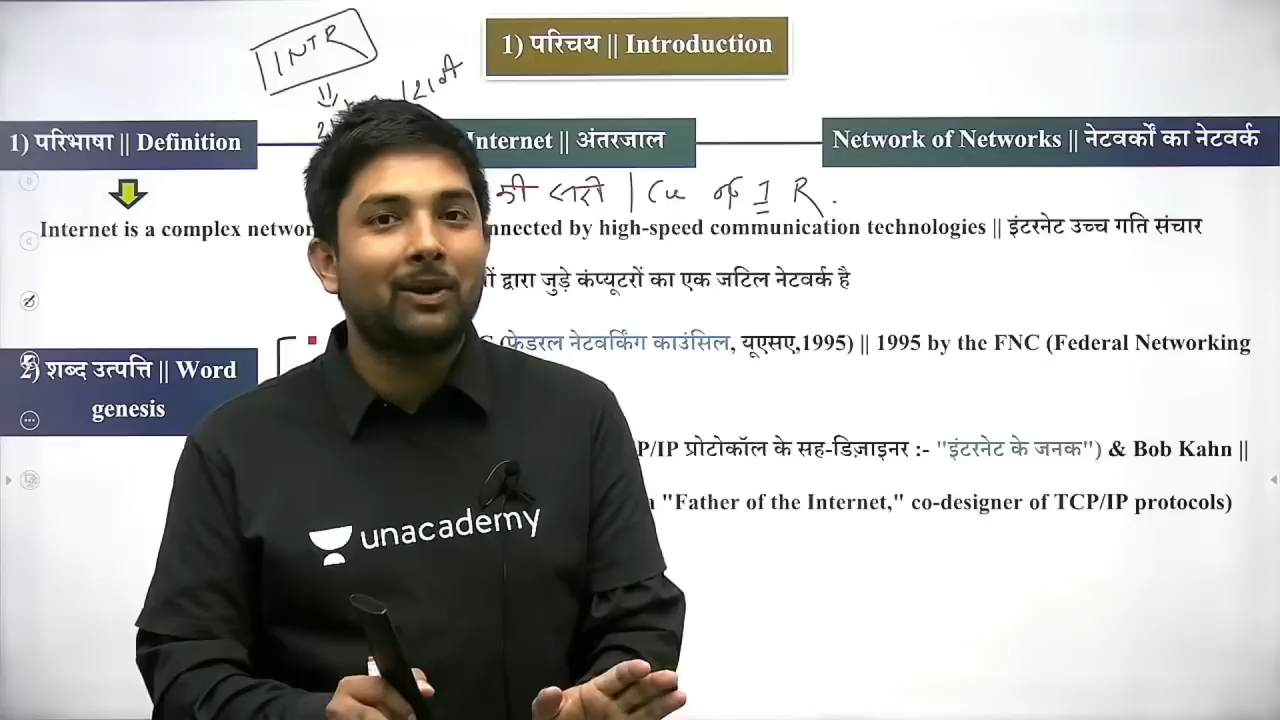 1) परिचय || Introduction
INTR
1) परिभाषा || Definition
Internet || अंतरजाल
Network of Networks || नेटवर्कों का नेटवर्क
of I R.
Internet is a complex networ nnected by high-speed communication technologies || इंटरनेट उच्च गति संचार
ों द्वारा जुड़े कंप्यूटरों का एक जटिल नेटवर्क है
(फ़ेडरल नेटवर्किंग काउंसिल, यूएसए,1995) || 1995 by the FNC (Federal Networking
2) शब्द उत्पत्ति || Word
genesis
P/IP प्रोटोकॉल के सह-डिज़ाइनर :- "इंटरनेट के जनक") & Bob Kahn ||
"Father of the Internet," co-designer of TCP/IP protocols)
unacademy